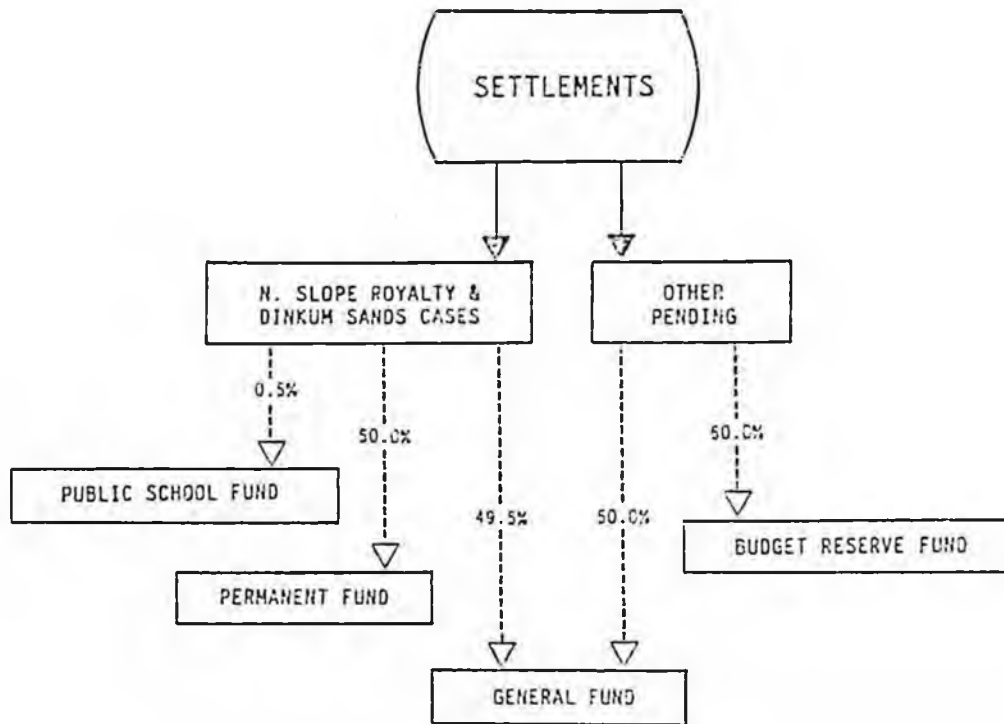 SETTLEMENTS
N. SLOPE ROYALTY &
DINKUM SANDS CASES
OTHER
PENDING
0.5%
50.0%
50.0%
PUBLIC SCHOOL FUND
49.5%
50.0%
BUDGET RESERVE FUND
PERMANENT FUND
GENERAL FUND